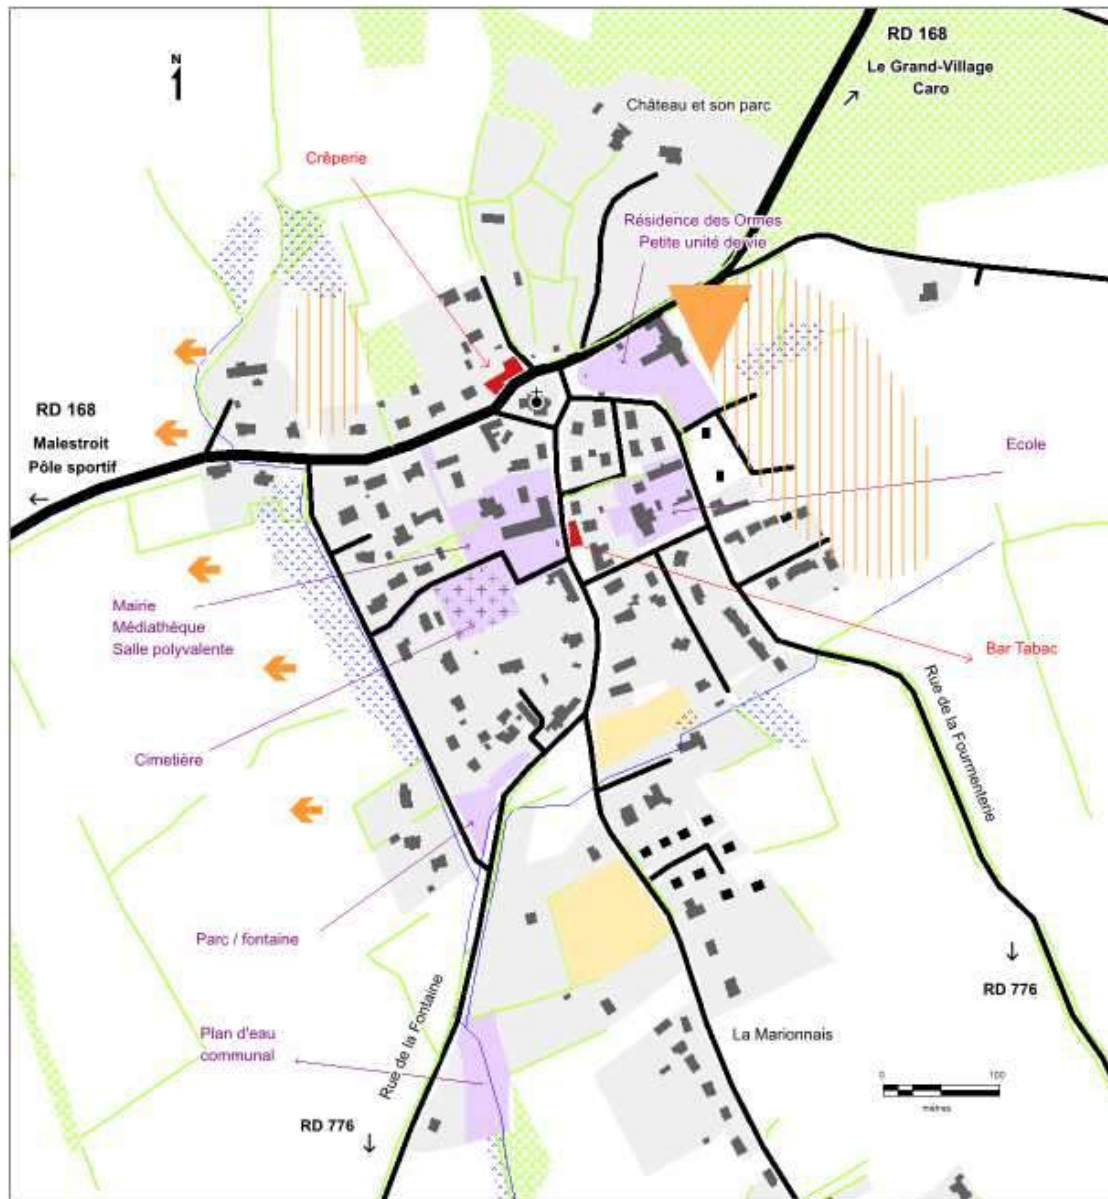 N
RD 168
Le Grand-Village
Caro
Château et son parc
Crêperie
Résidence des Ormes
Petite unité de vie
RD 168
Malestroit
Pôle sportif
Ecole
Mairie
Médiathèque
Salle polyvalente
Bar Tabac
Rue de la Fourmenterie
Cimetière
Parc / fontaine
RD 776
Rue de la Fontaine
Plan d'eau
communal
La Marionnais
0 100
mètres
RD 776